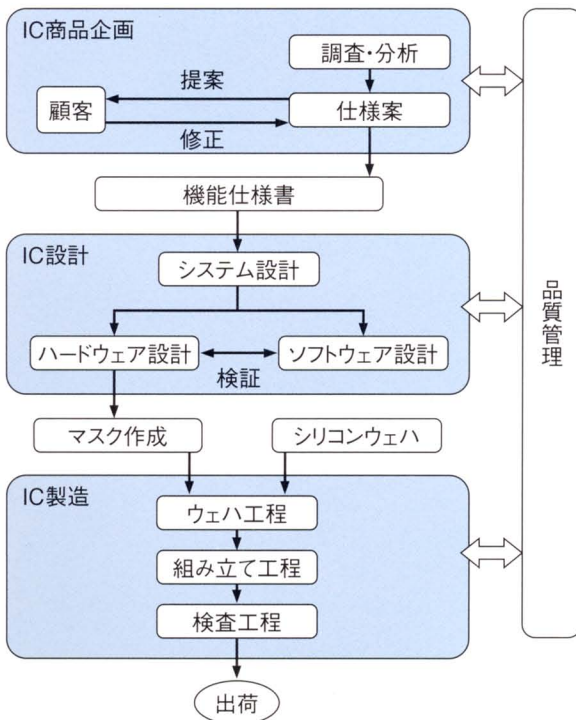 IC商品企画
調査・分析
提案
顧客
仕様案
修正
機能仕様書
IC設計
システム設計
ハードウェア設計
ソフトウェア設計
検証
マスク作成
シリコンウェハ
IC製造
ウェハ工程
組み立て工程
検査工程
出荷
品質管理